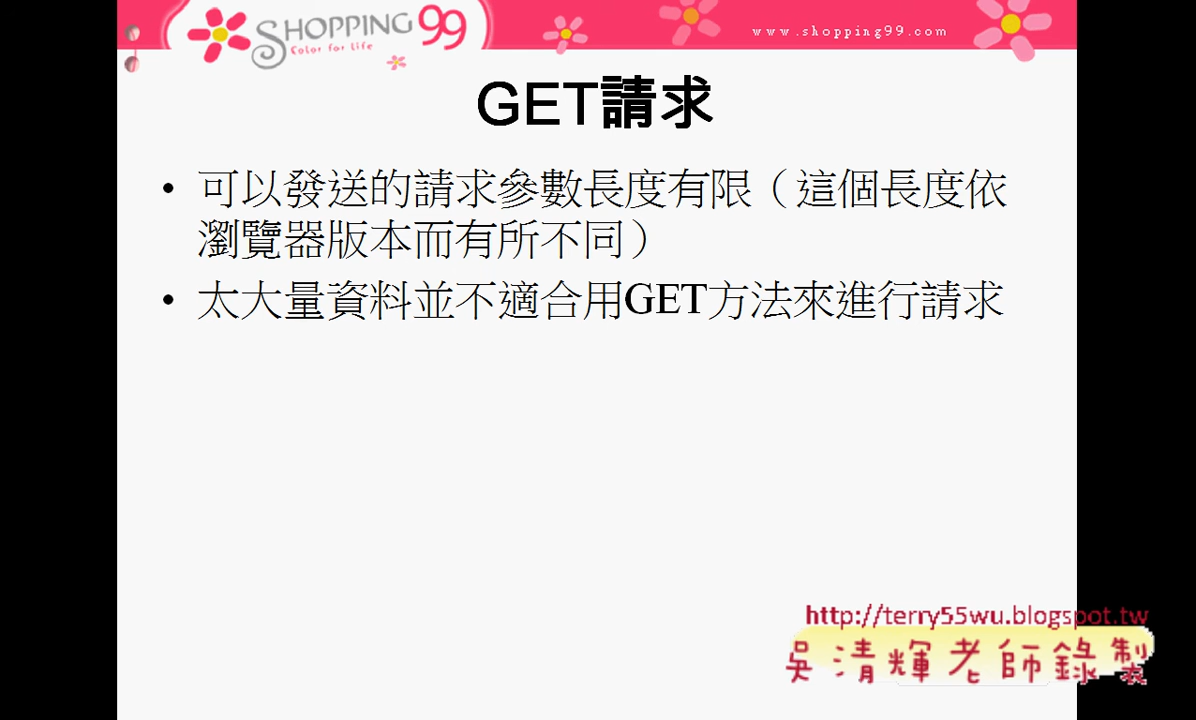 SHOPPING 99
Color for Life
www.shopping99.com
GET請求
• 可以發送的請求參數長度有限（這個長度依
瀏覽器版本而有所不同）
• 太大量資料並不適合用GET方法來進行請求
http://terry55wu.blogspot.tw
吳清輝老師錄製